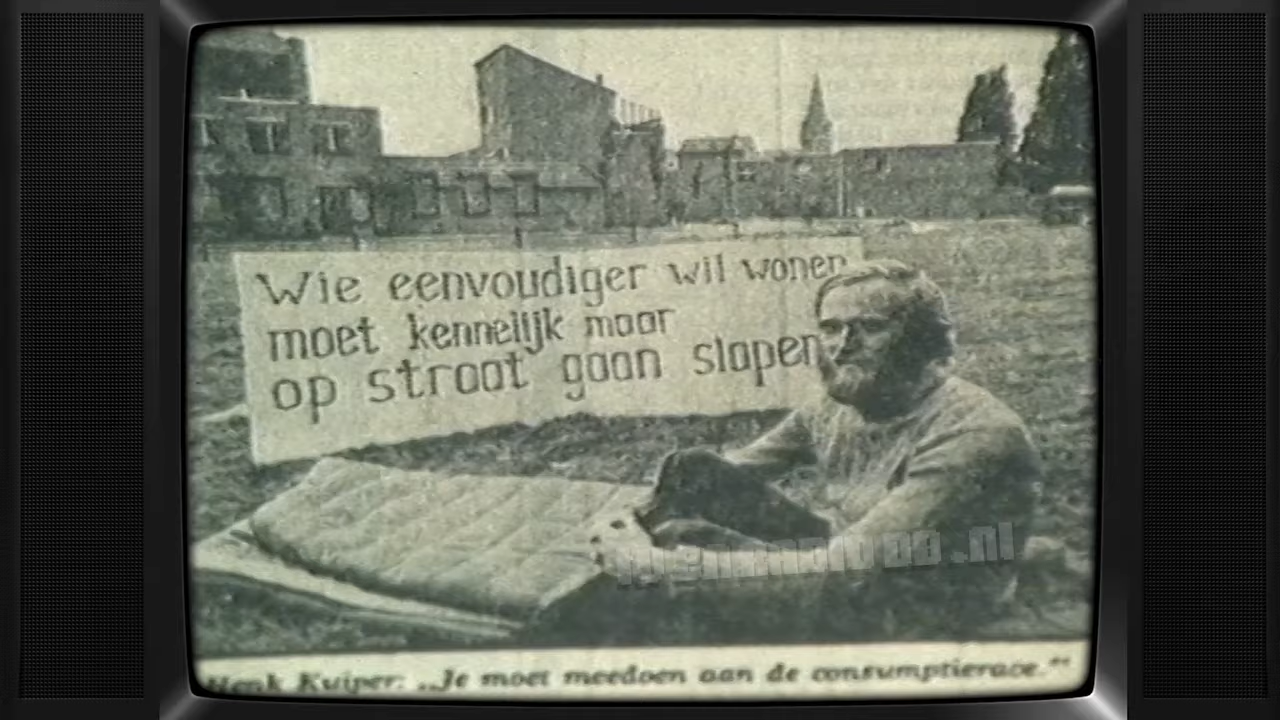 Wie eenvoudiger wil wonen
moet kennelijk maar
op straat gaan slapen
Henk Kuiper: „Je moet meedoen aan de consumptierace.“